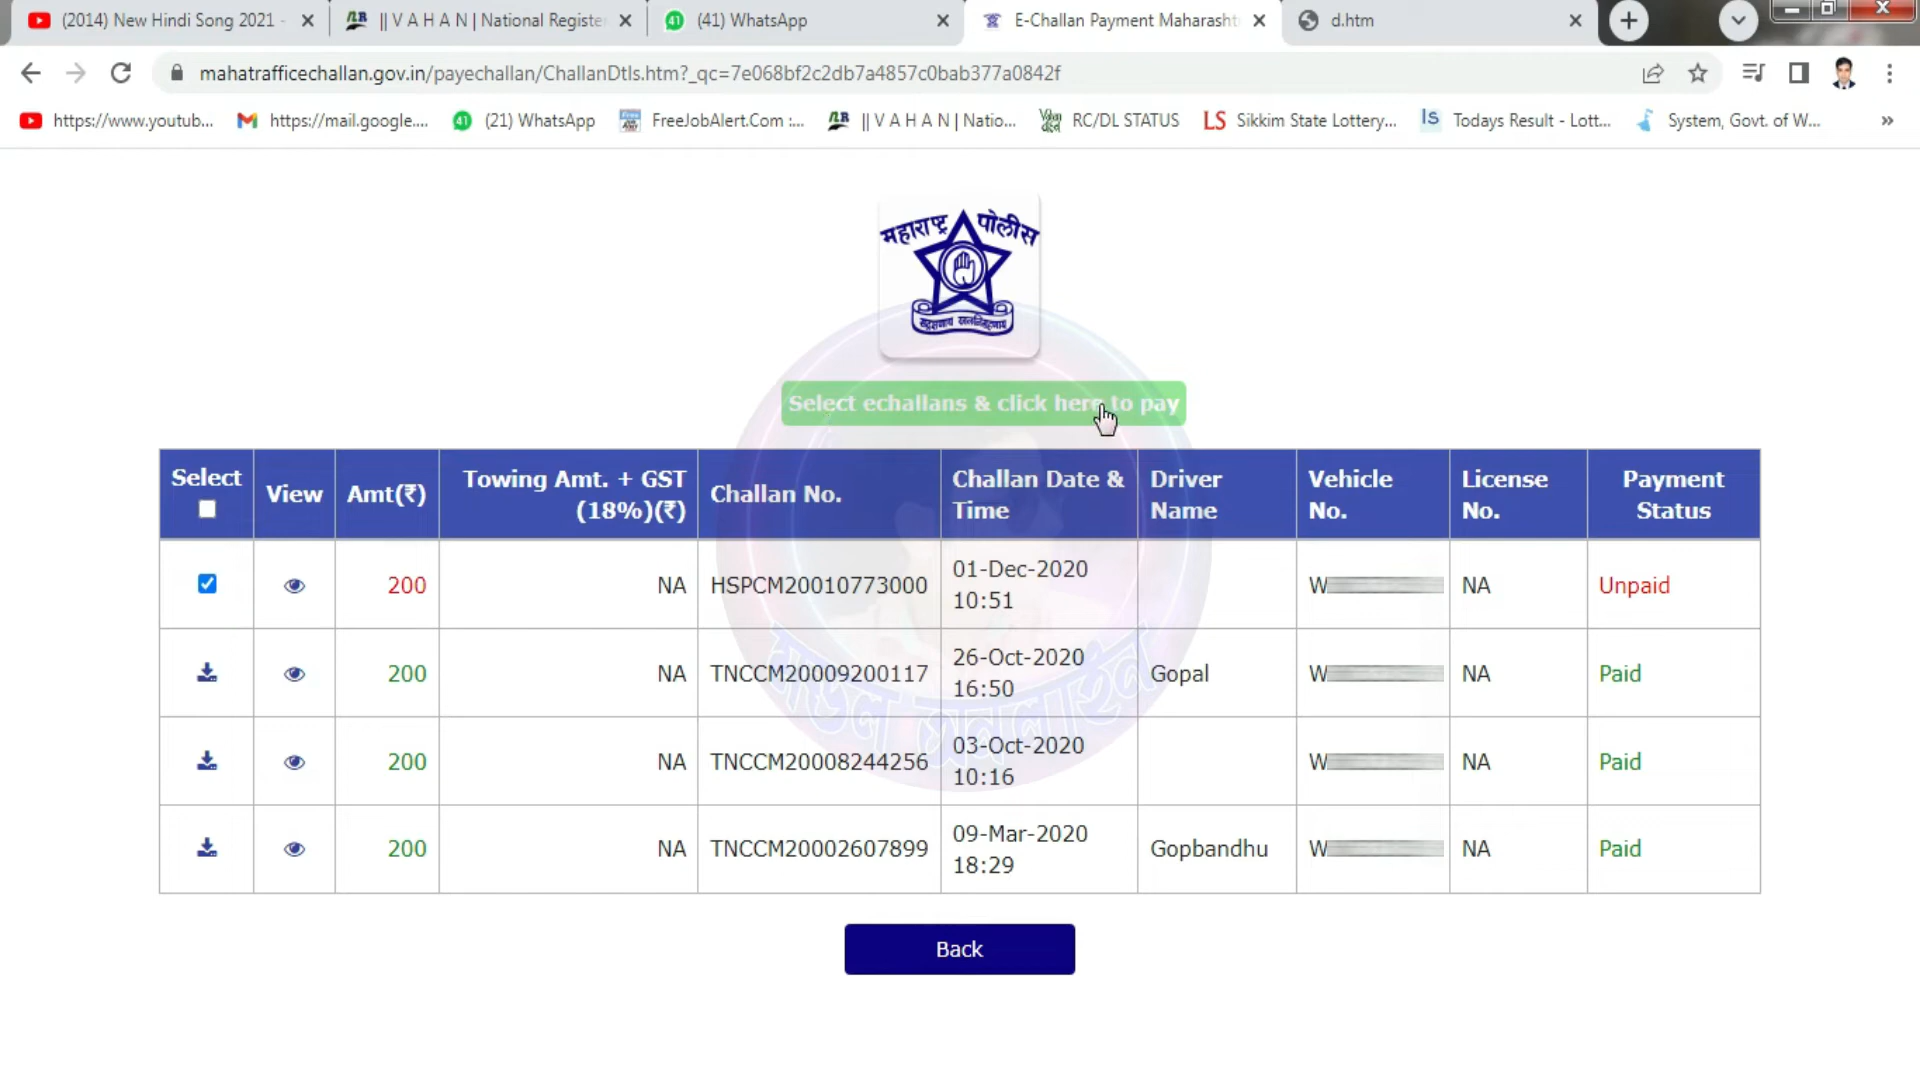 (2014) New Hindi Song 2021 -
|| V A H A N | National Registe
(41) WhatsApp
E-Challan Payment Maharasht
d.htm
mahatrafficechallan.gov.in/payechallan/ChallanDtls.htm?_qc=7e068bf2c2db7a4857c0bab377a0842f
https://www.youtub...
https://mail.google....
(21) WhatsApp
FreeJobAlert.Com :...
|| V A H A N | Natio...
RC/DL STATUS
LS Sikkim State Lottery,...
ls Todays Result - Lott...
System, Govt. of W...
»
महाराष्ट्र पोलीस
Select echallans & click here to pay
Select View Amt(₹) Towing Amt. + GST (18%)(₹) Challan No. Challan Date & Time Driver Name Vehicle No. License No. Payment Status
200 NA HSPCM20010773000 01-Dec-2020 10:51 W NA Unpaid
200 NA TNCCM20009200117 26-Oct-2020 16:50 Gopal W NA Paid
200 NA TNCCM20008244256 03-Oct-2020 10:16 W NA Paid
200 NA TNCCM20002607899 09-Mar-2020 18:29 Gopbandhu W NA Paid
Back